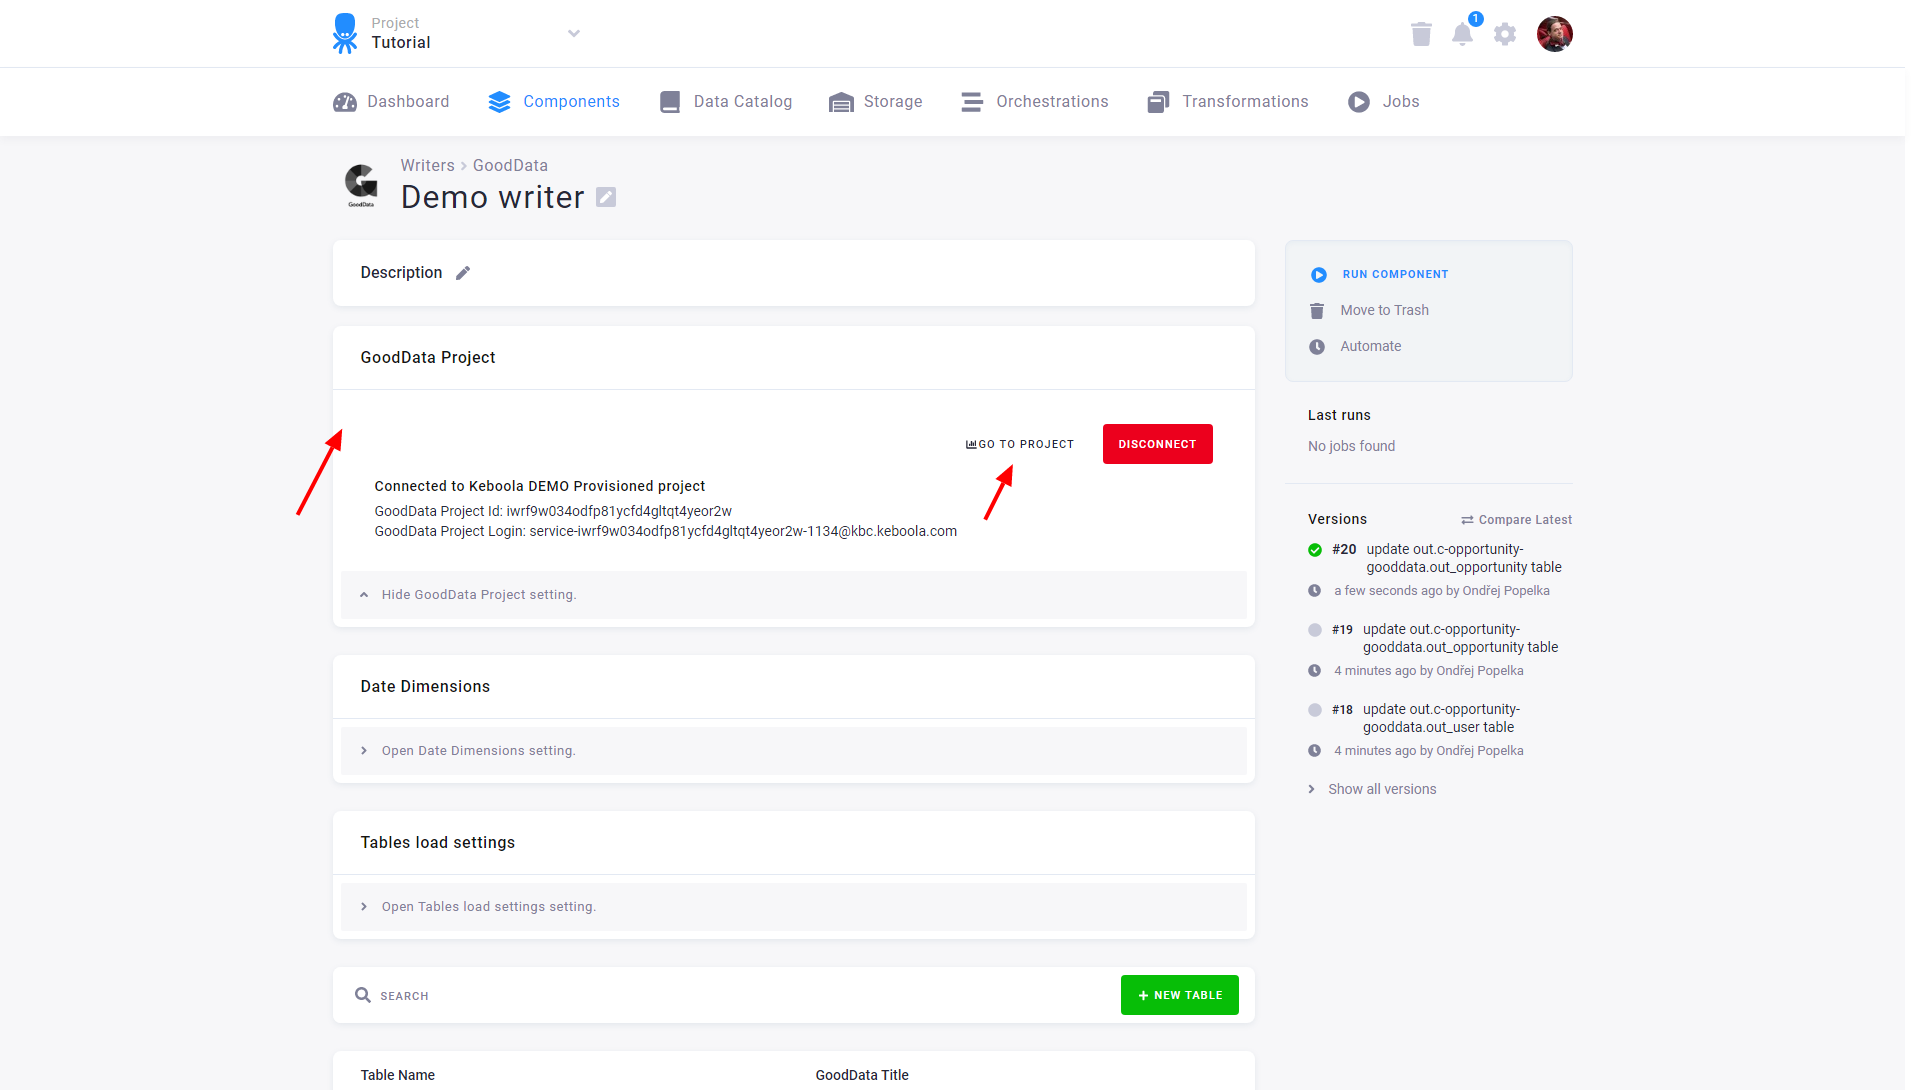 Project
Tutorial
1
Dashboard
Components
Data Catalog
Storage
Orchestrations
Transformations
Jobs
GoodData
Writers > GoodData
Demo writer
Description
RUN COMPONENT
Move to Trash
Automate
GoodData Project
GO TO PROJECT
DISCONNECT
Connected to Keboola DEMO Provisioned project
GoodData Project Id: iwrf9w034odfp81ycfd4gltqt4yeor2w
GoodData Project Login: service-iwrf9w034odfp81ycfd4gltqt4yeor2w-1134@kbc.keboola.com
Hide GoodData Project setting.
Last runs
No jobs found
Versions
Compare Latest
#20 update out.c-opportunity-
gooddata.out_opportunity table
a few seconds ago by Ondřej Popelka
#19 update out.c-opportunity-
gooddata.out_opportunity table
4 minutes ago by Ondřej Popelka
#18 update out.c-opportunity-
gooddata.out_user table
4 minutes ago by Ondřej Popelka
Show all versions
Date Dimensions
Open Date Dimensions setting.
Tables load settings
Open Tables load settings setting.
SEARCH
+ NEW TABLE
Table Name
GoodData Title